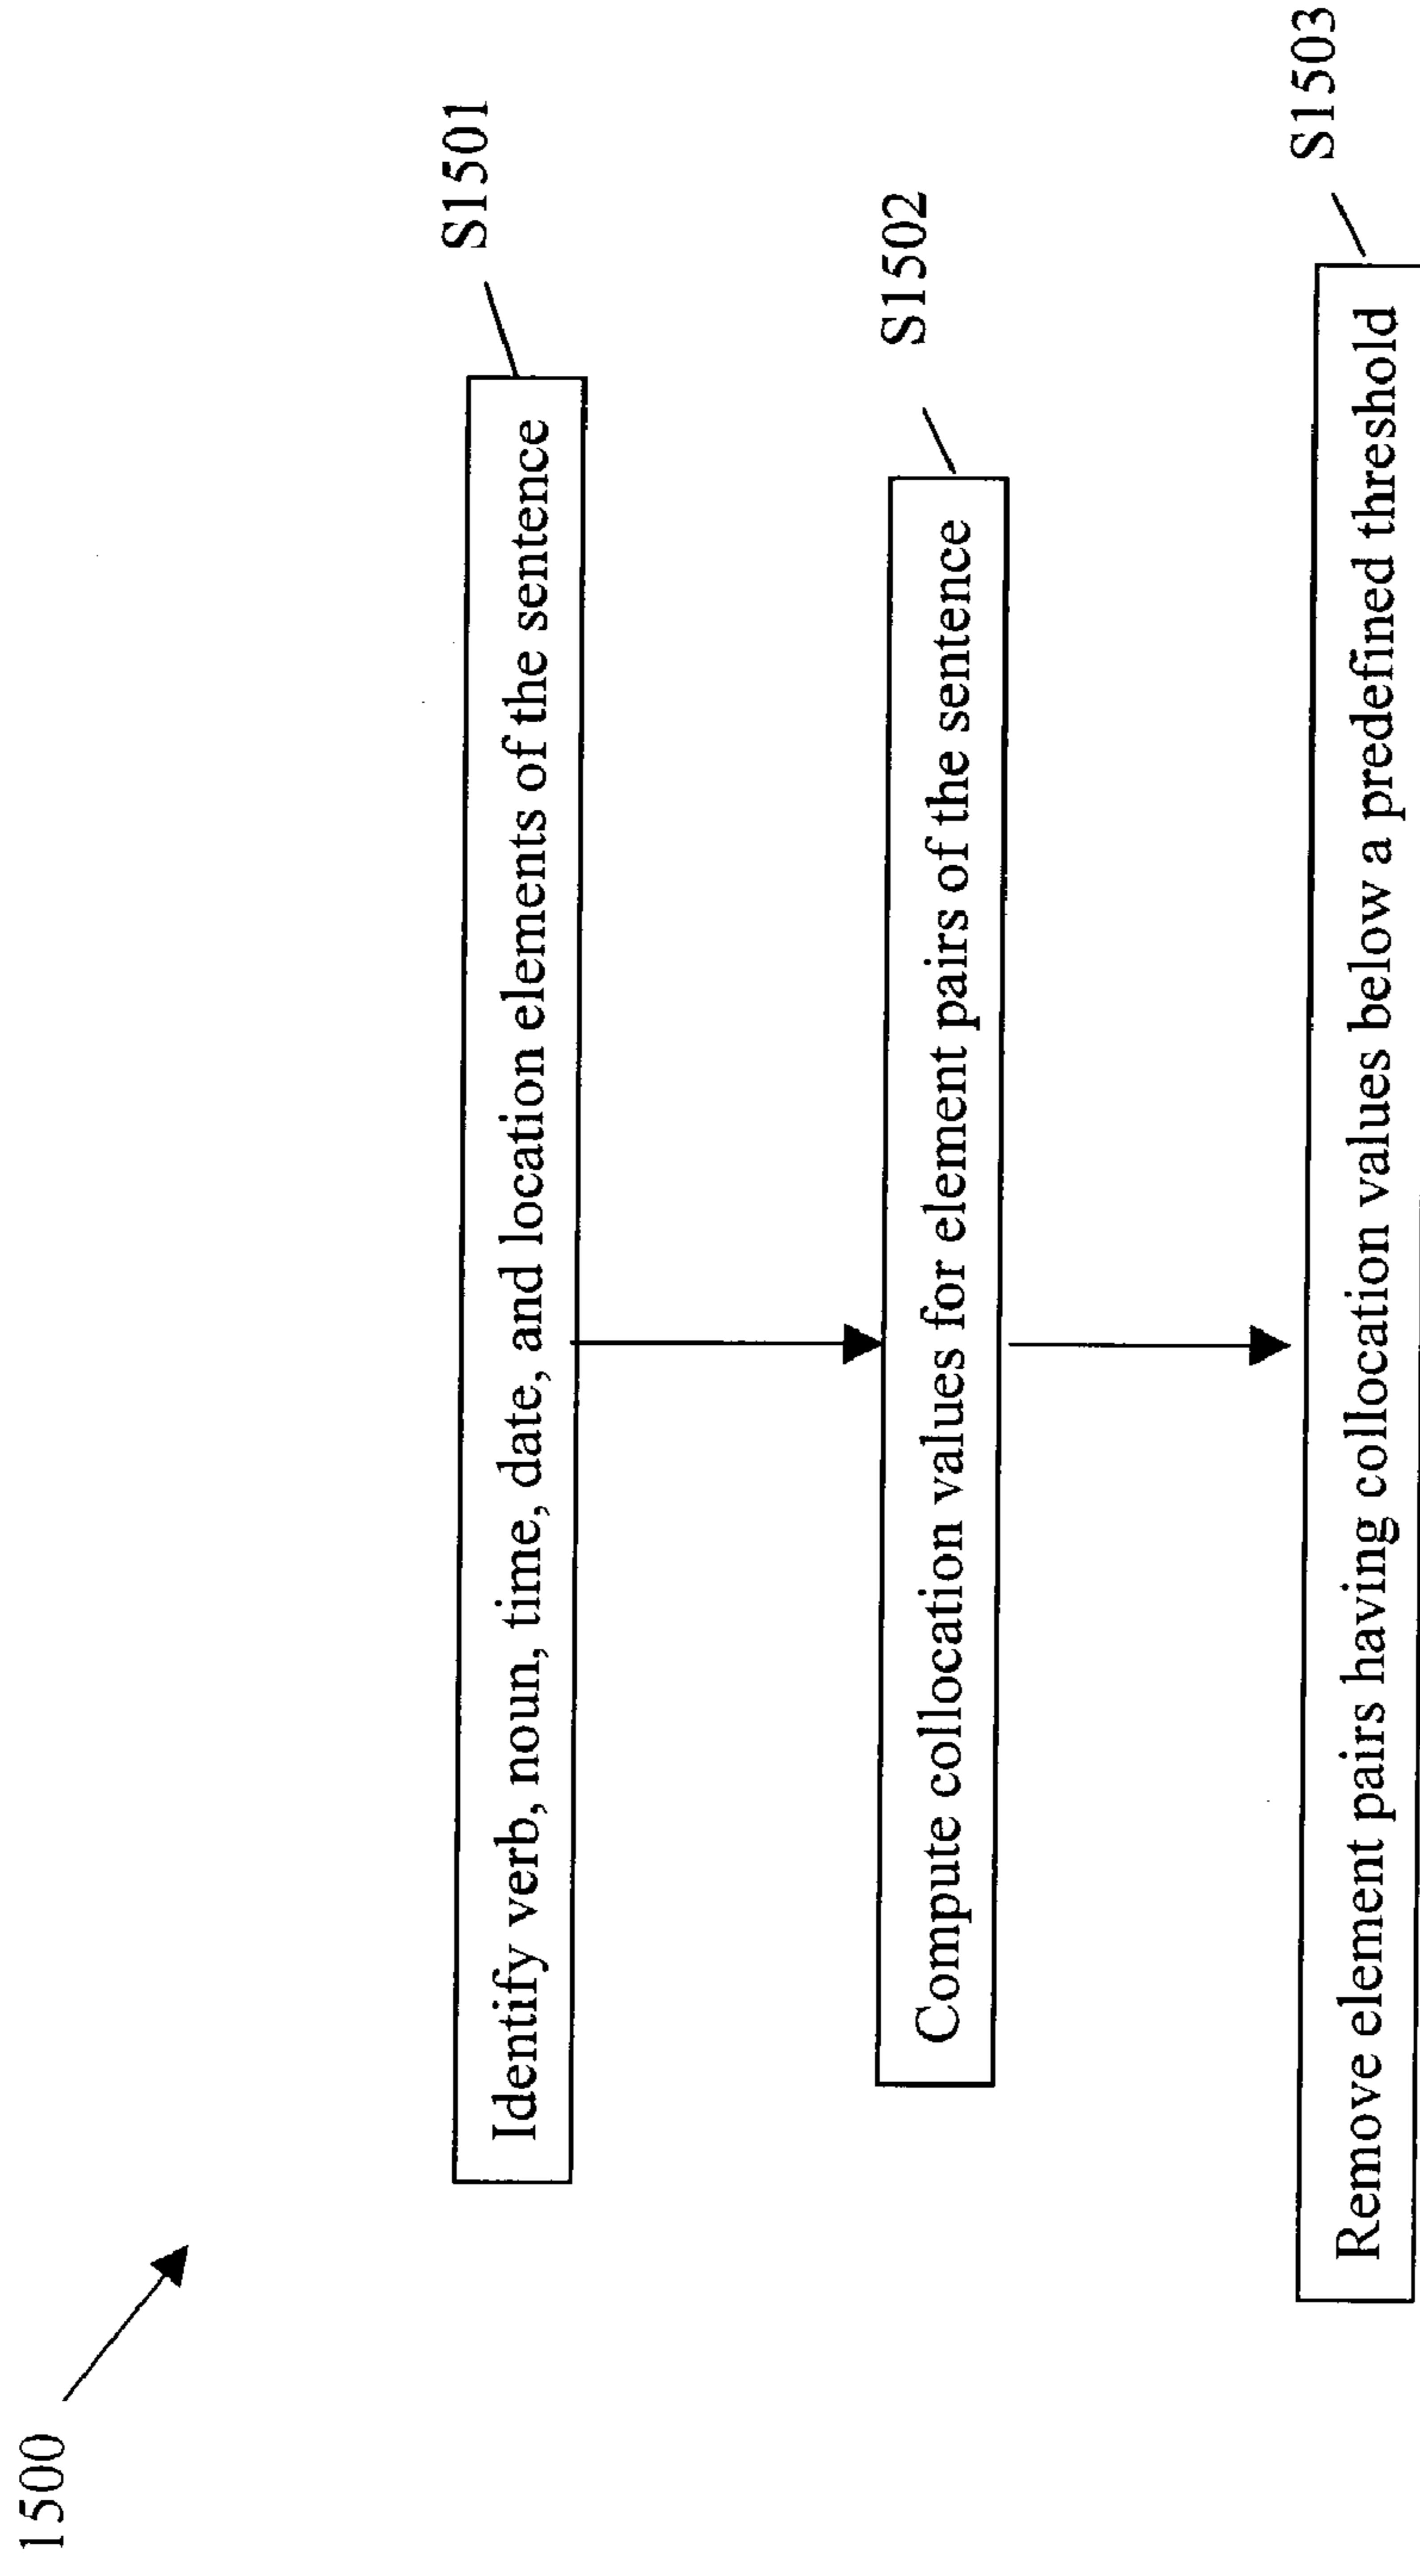 1500
Identify verb, noun, time, date, and location elements of the sentence
S1501
Compute collocation values for element pairs of the sentence
S1502
Remove element pairs having collocation values below a predefined threshold
S1503